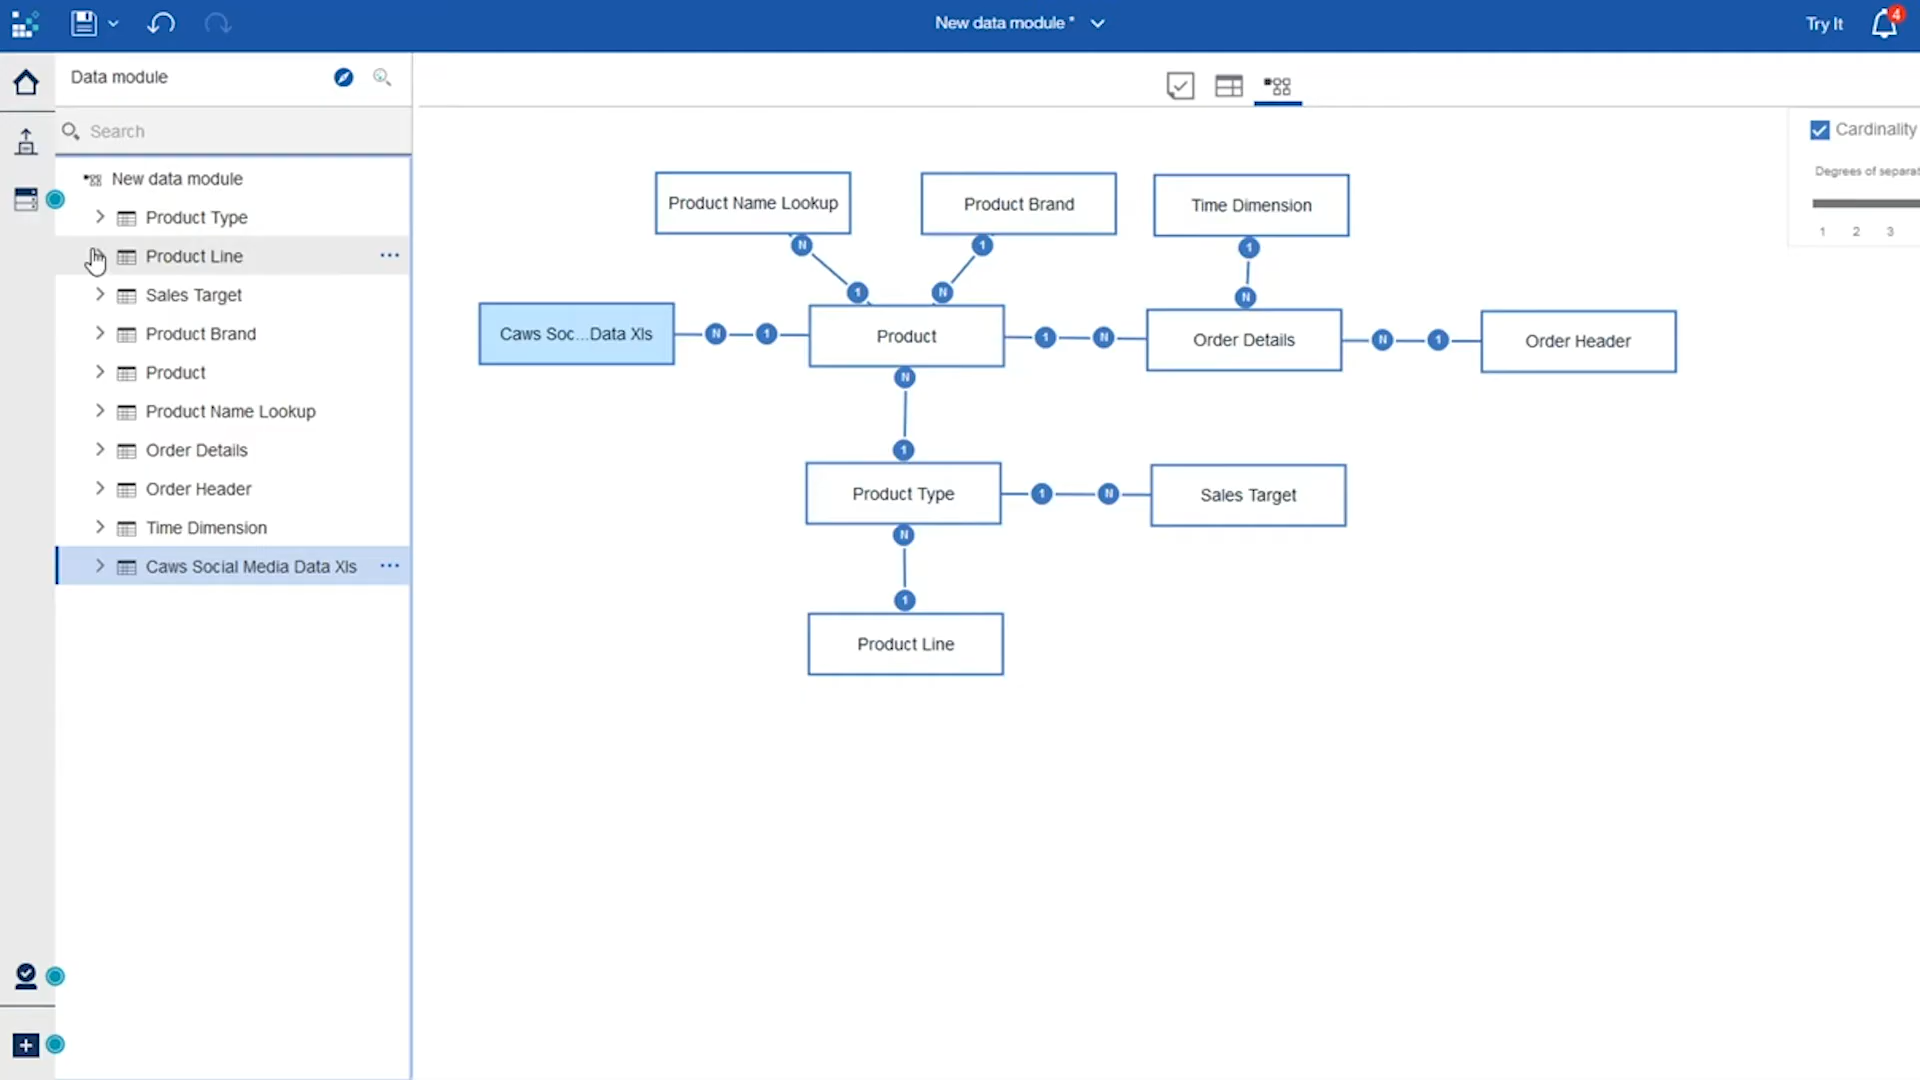 New data module *
Try It
4
Data module
Search
New data module
Product Type
Product Line
Sales Target
Product Brand
Product
Product Name Lookup
Order Details
Order Header
Time Dimension
Caws Social Media Data Xls
Cardinality
Degrees of separat
1 2 3
Product Name Lookup
Product Brand
Time Dimension
N
1
1
1
N
N
Caws Soc...Data Xls
N
1
Product
1
N
Order Details
N
1
Order Header
N
1
Product Type
1
N
Sales Target
N
1
Product Line